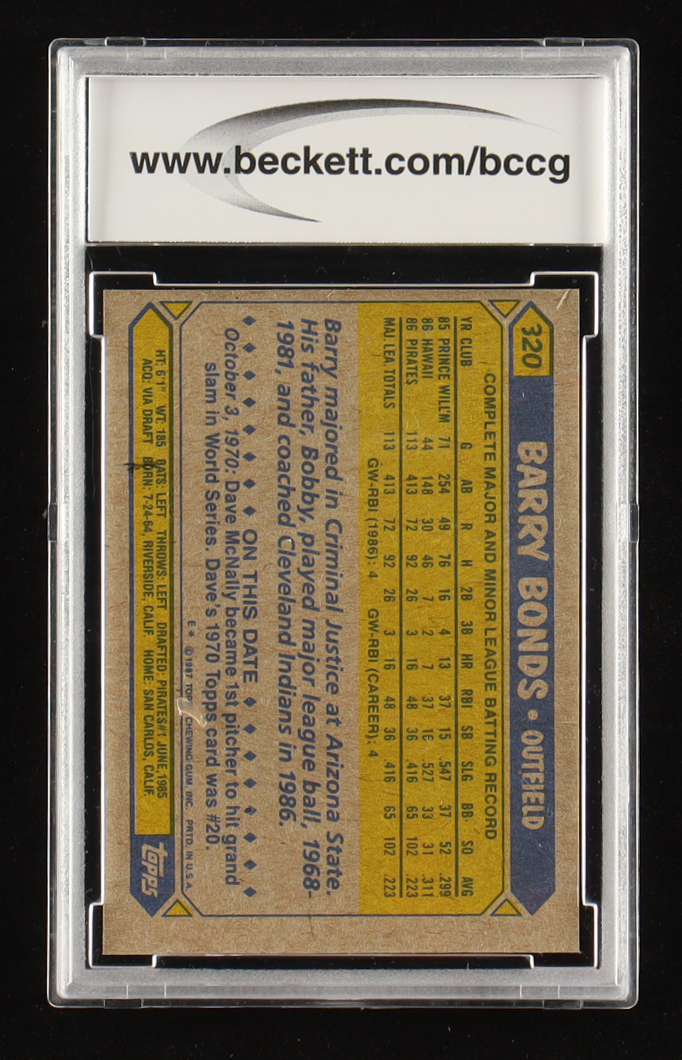 www.beckett.com/bccg
320
BARRY BONDS • OUTFIELD
COMPLETE MAJOR AND MINOR LEAGUE BATTING RECORD
YR CLUB G AB R H 2B 3B HR RBI SB SLG BB SO AVG
85 PRINCE WILL'M 71 254 49 76 16 4 13 37 15 .547 37 52 .299
86 HAWAII 44 148 30 46 7 2 7 37 16 .527 33 31 .311
86 PIRATES 113 413 72 92 26 3 16 48 36 .416 65 102 .223
MAJ. LEA. TOTALS 113 413 72 92 26 3 16 48 36 .416 65 102 .223
GW-RBI (1986): 4 GW-RBI (CAREER): 4
Barry majored in Criminal Justice at Arizona State.
His father, Bobby, played major league ball, 1968-
1981, and coached Cleveland Indians in 1986.
ON THIS DATE
October 3, 1970: Dave McNally became 1st pitcher to hit grand
slam in World Series. Dave's 1970 Topps card was #20.
E* © 1987 TOPPS CHEWING GUM, INC. PRTD. IN U.S.A.
HT: 6'1" WT: 185 BATS: LEFT THROWS: LEFT DRAFTED: PIRATES#1 JUNE, 1985
ACQ: VIA DRAFT BORN: 7-24-64, RIVERSIDE, CALIF. HOME: SAN CARLOS, CALIF.
topps